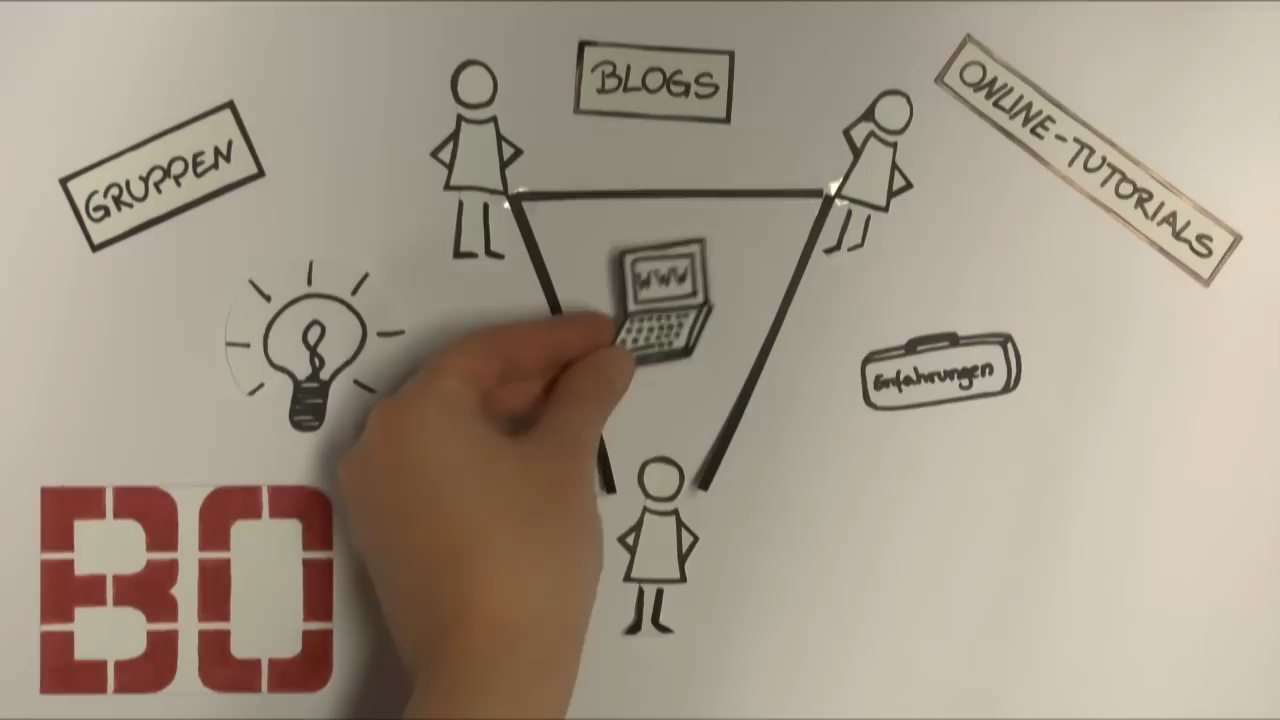 GRUPPEN
BLOGS
ONLINE-TUTORIALS
WWW
Erfahrungen
BO